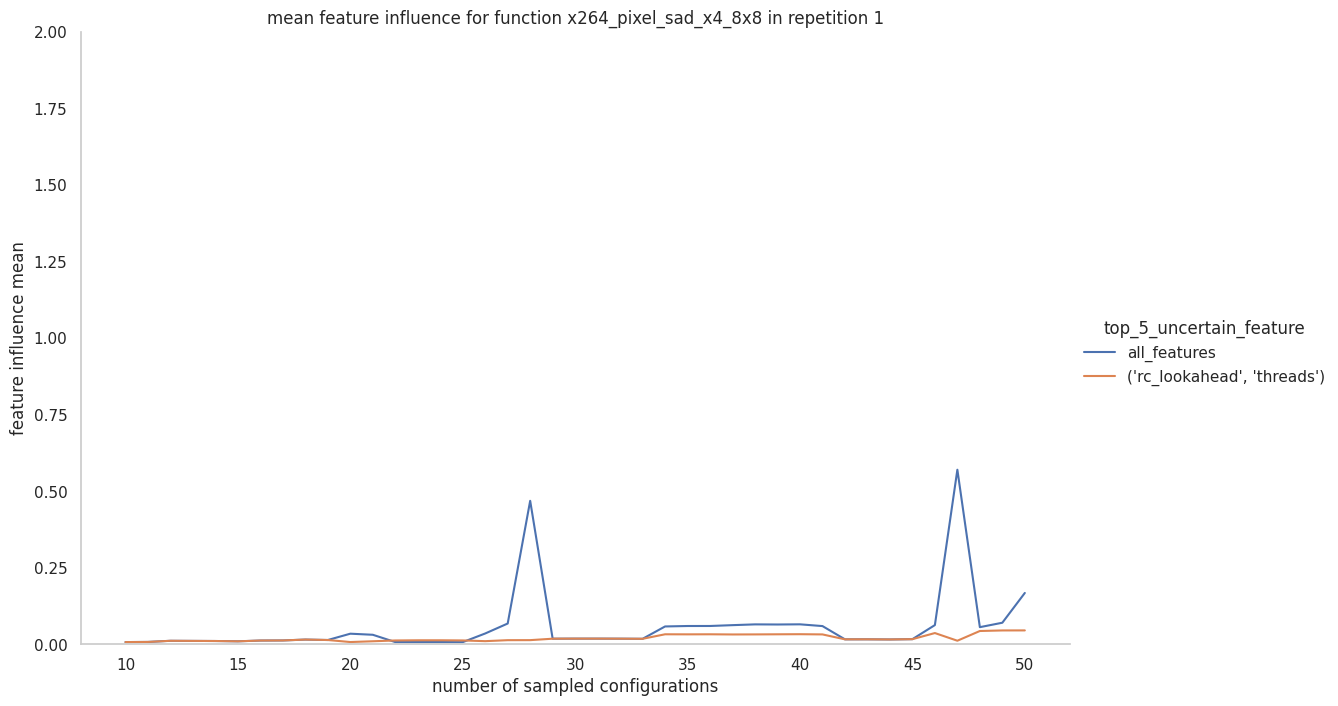 mean feature influence for function x264_pixel_sad_x4_8x8 in repetition 1
2.00
1.75
1.50
1.25
1.00
0.75
0.50
0.25
0.00
feature influence mean
10 15 20 25 30 35 40 45 50
number of sampled configurations
top_5_uncertain_feature
all_features
('rc_lookahead', 'threads')